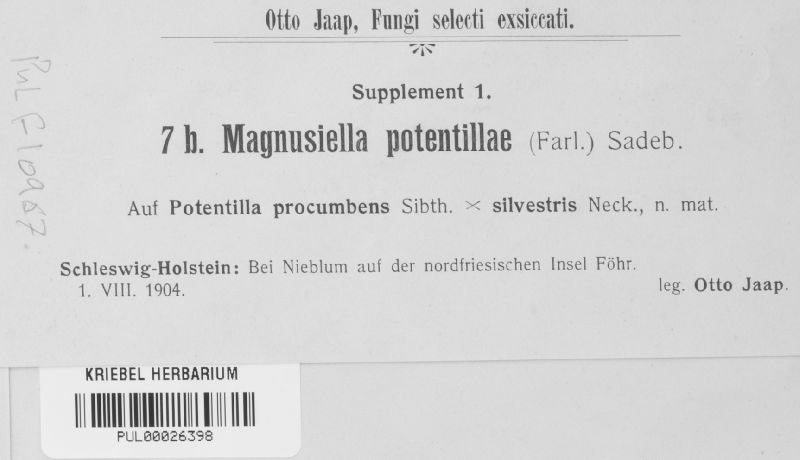 Otto Jaap, Fungi selecti exsiccati.
Supplement 1.
7 b. Magnusiella potentillae (Farl.) Sadeb.
Auf Potentilla procumbens Sibth. × silvestris Neck., n. mat.
Schleswig-Holstein: Bei Nieblum auf der nordfriesischen Insel Föhr.
1. VIII. 1904.
leg. Otto Jaap.
PUL F10987.
KRIEBEL HERBARIUM
PUL00026398